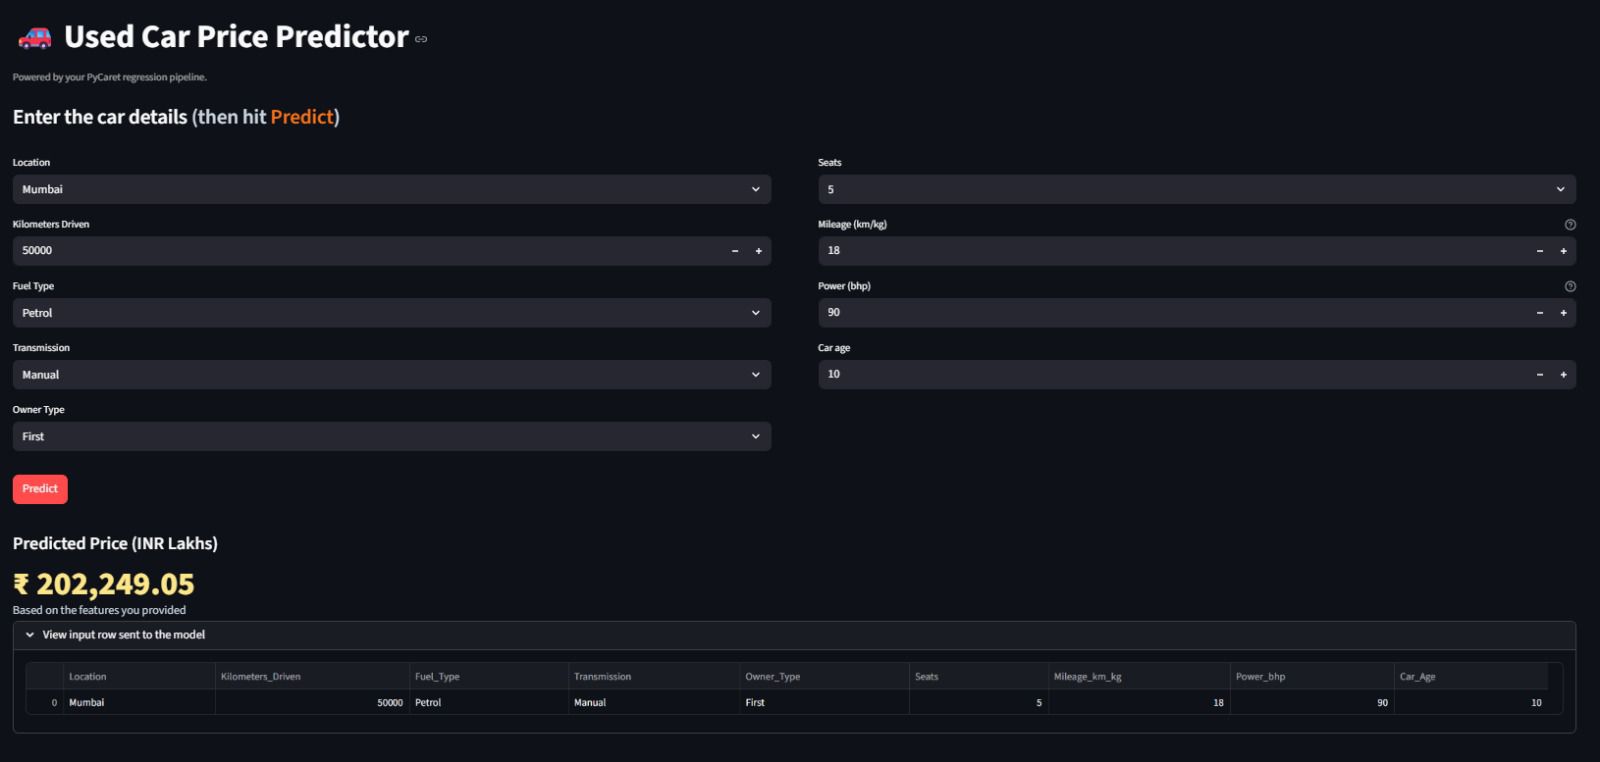 Used Car Price Predictor
Powered by your PyCaret regression pipeline.
Enter the car details (then hit Predict)
Location
Mumbai
Kilometers Driven
50000
Fuel Type
Petrol
Transmission
Manual
Owner Type
First
Seats
5
Mileage (km/kg)
18
Power (bhp)
90
Car age
10
Predict
Predicted Price (INR Lakhs)
₹ 202,249.05
Based on the features you provided
View input row sent to the model
Location Kilometers_Driven Fuel_Type Transmission Owner_Type Seats Mileage_km_kg Power_bhp Car_Age
0 Mumbai 50000 Petrol Manual First 5 18 90 10